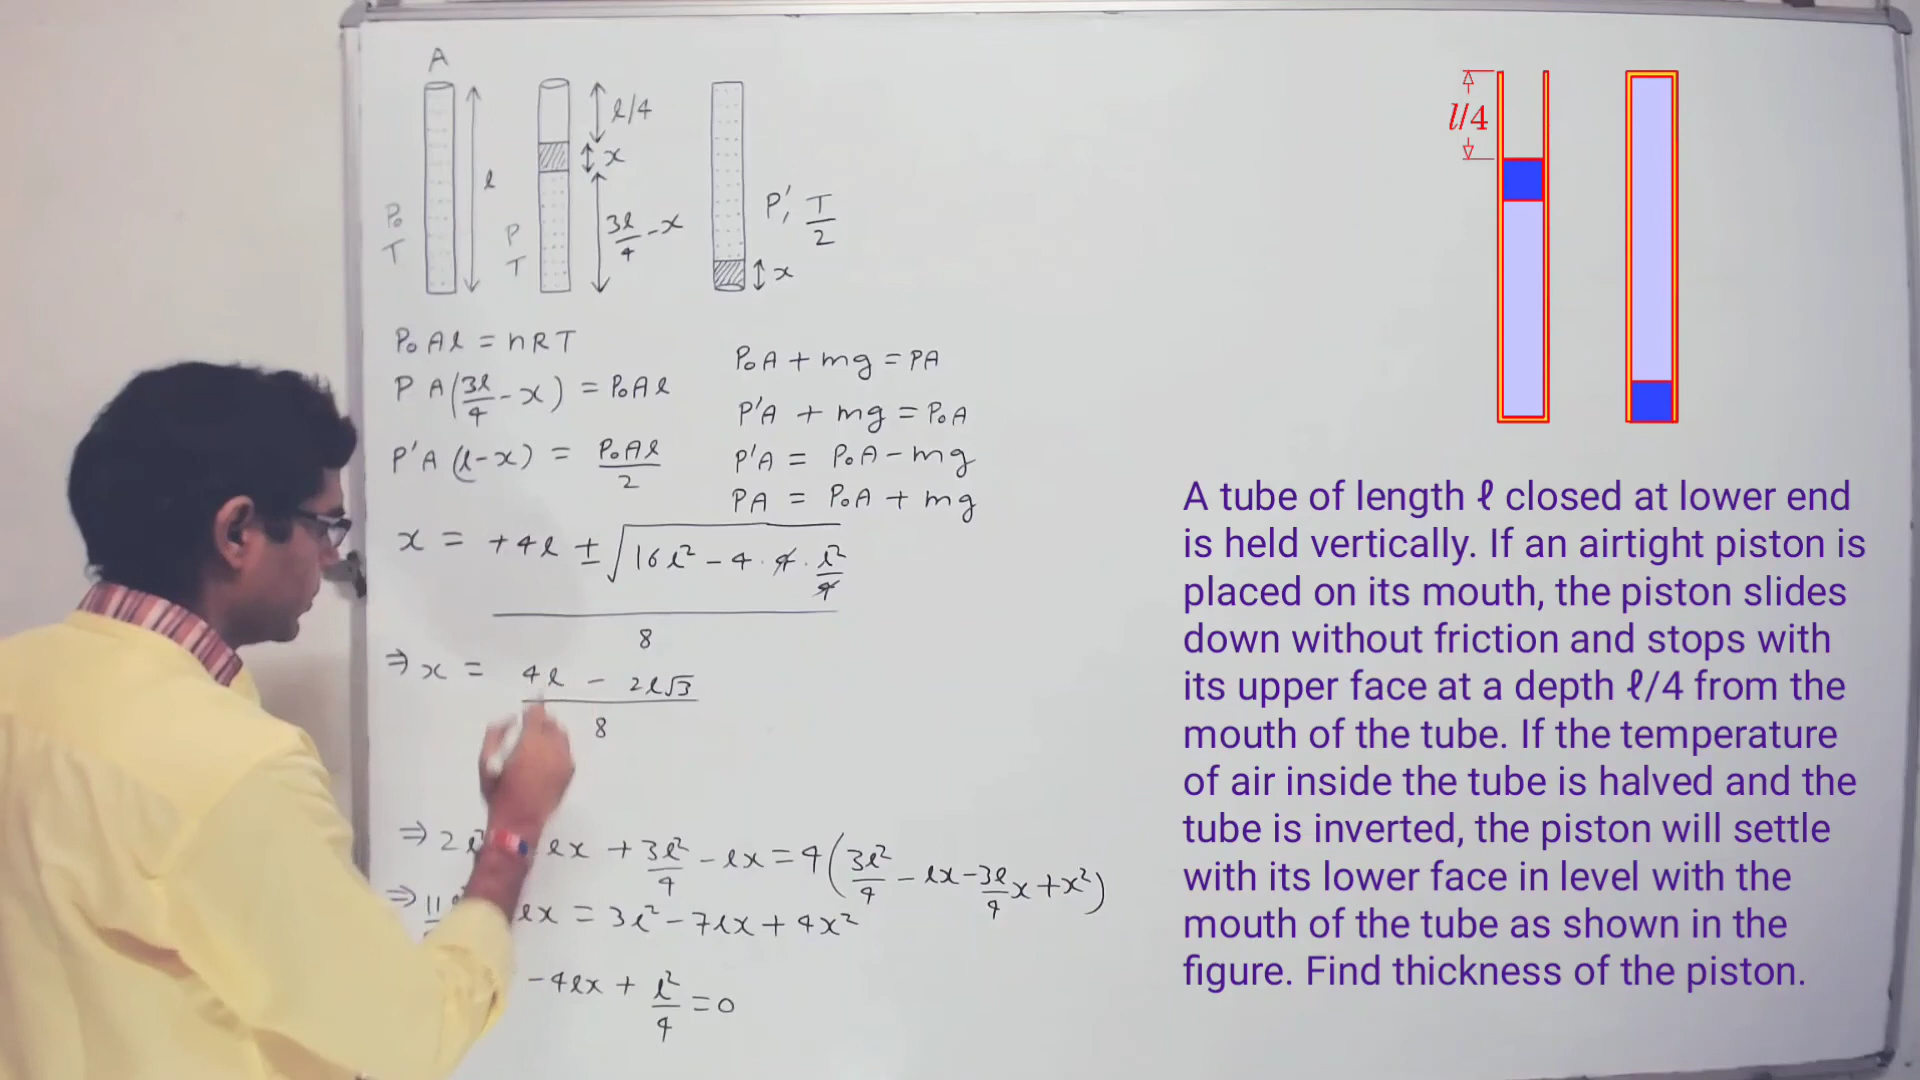 A
l
P₀
T
l/4
x
3l/4 - x
P
T
P', T/2
x
P₀Al = nRT
PA(3l/4 - x) = P₀Al
P'A(l-x) = P₀Al/2
P₀A + mg = PA
P'A + mg = P₀A
P'A = P₀A - mg
PA = P₀A + mg
x = +4l ± √16l² - 4 · 4 · l²/4
8
⇒ x = 4l - 2l√3
8
⇒ 2l² lx + 3l²/4 - lx = 4(3l²/4 - lx - 3l/4 x + x²)
⇒ 11 lx = 3l² - 7lx + 4x²
-4lx + l²/4 = 0
l/4
A tube of length ℓ closed at lower end
is held vertically. If an airtight piston is
placed on its mouth, the piston slides
down without friction and stops with
its upper face at a depth ℓ/4 from the
mouth of the tube. If the temperature
of air inside the tube is halved and the
tube is inverted, the piston will settle
with its lower face in level with the
mouth of the tube as shown in the
figure. Find thickness of the piston.